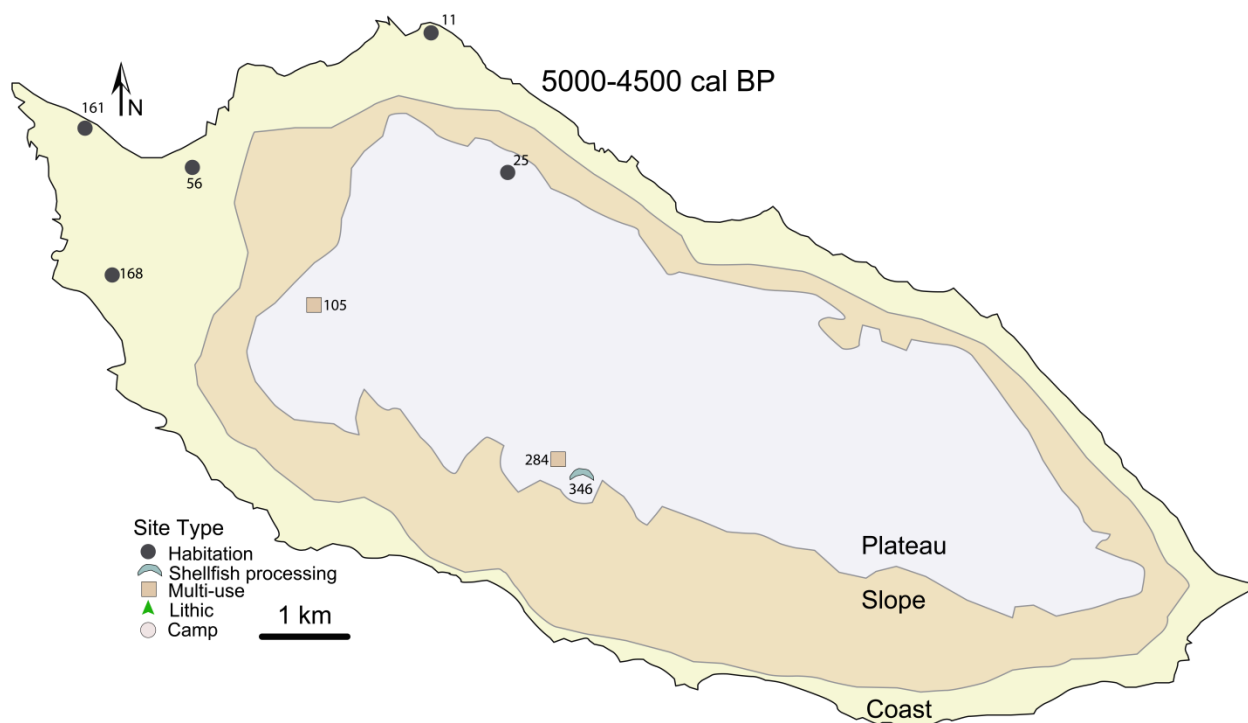 11
5000-4500 cal BP
161
N
56
25
168
105
284
346
Site Type
Habitation
Shellfish processing
Multi-use
Lithic
Camp
1 km
Plateau
Slope
Coast